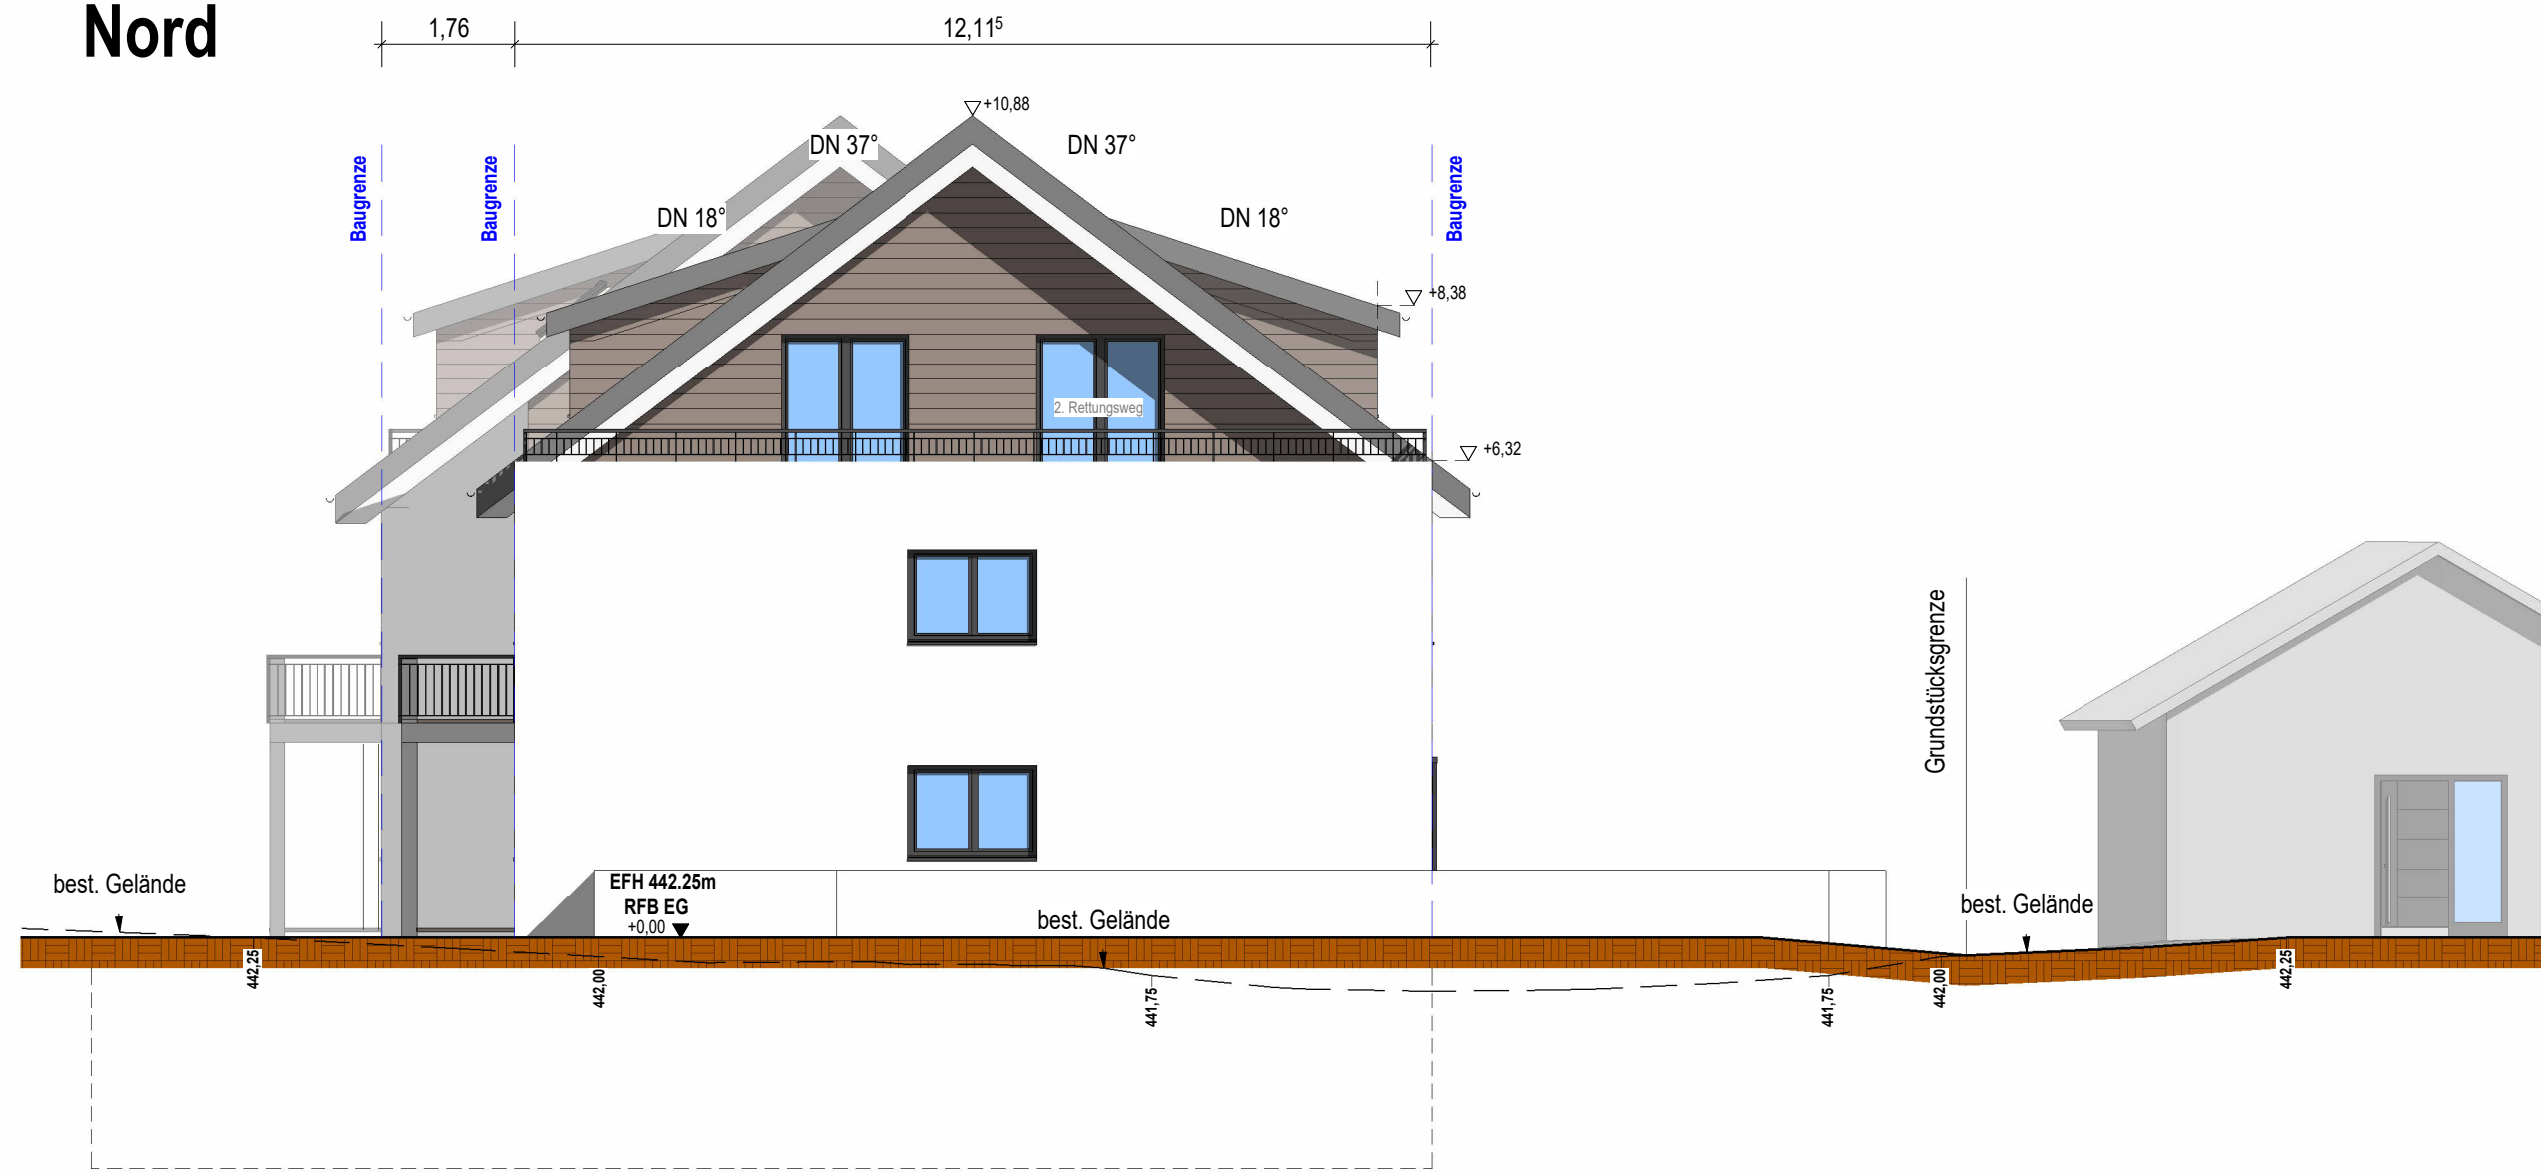 Nord
1,76
12,11⁵
+10,88
DN 37°
DN 37°
Baugrenze
Baugrenze
Baugrenze
DN 18°
DN 18°
+8,38
2. Rettungsweg
+6,32
Grundstücksgrenze
best. Gelände
EFH 442.25m
RFB EG
+0,00
best. Gelände
best. Gelände
442,25
442,00
441,75
441,75
442,00
442,25